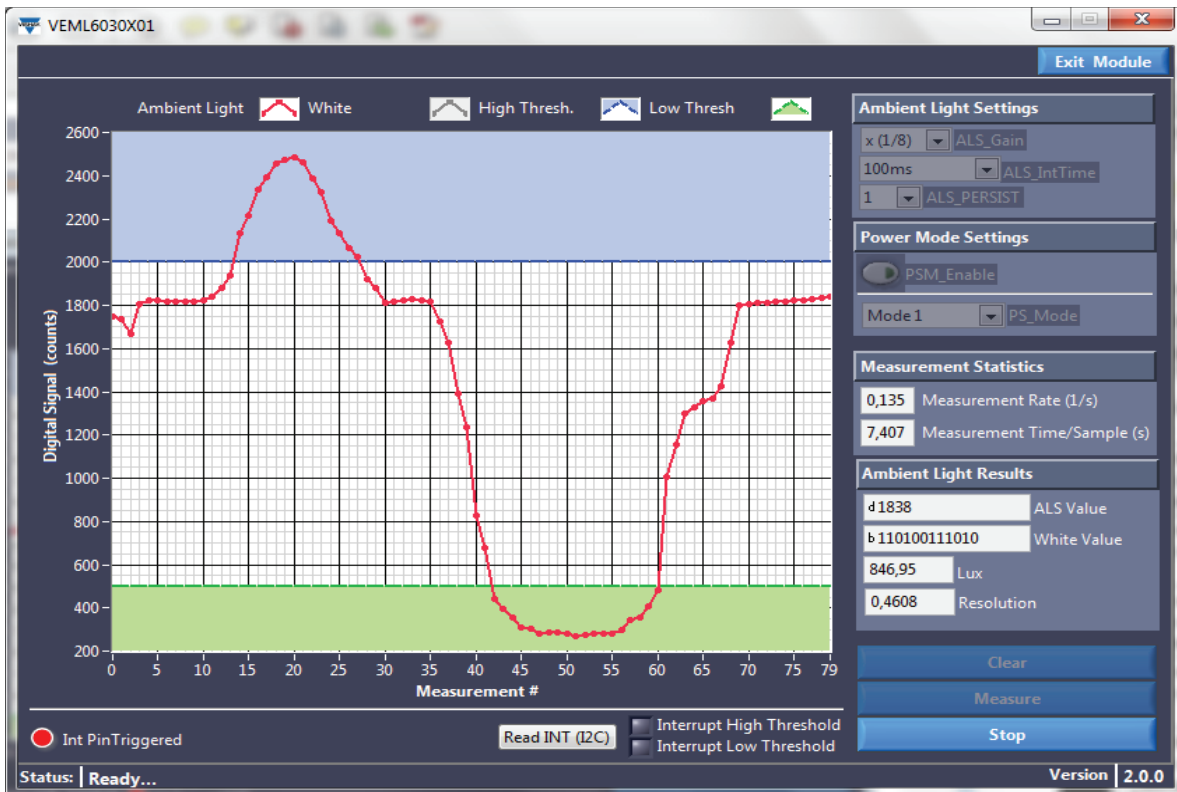 VEML6030X01
Exit Module
Ambient Light White High Thresh. Low Thresh
2600
2400
2200
2000
1800
1600
1400
1200
1000
800
600
400
200
Digital Signal (counts)
0 5 10 15 20 25 30 35 40 45 50 55 60 65 70 75 79
Measurement #
Ambient Light Settings
x (1/8) ALS_Gain
100ms ALS_IntTime
1 ALS_PERSIST
Power Mode Settings
PSM_Enable
Mode 1 PS_Mode
Measurement Statistics
0,135 Measurement Rate (1/s)
7,407 Measurement Time/Sample (s)
Ambient Light Results
d 1838 ALS Value
b 110100111010 White Value
846,95 Lux
0,4608 Resolution
Clear
Measure
Stop
Int PinTriggered
Read INT (I2C)
Interrupt High Threshold
Interrupt Low Threshold
Status: Ready...
Version 2.0.0